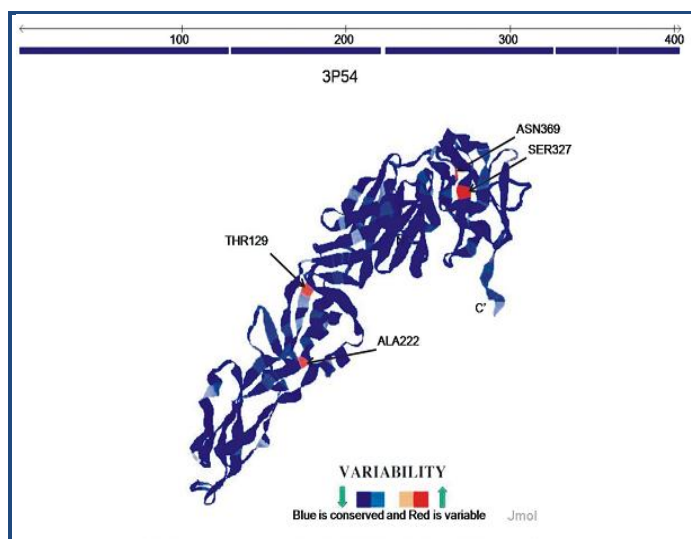 100 200 300 400
3P54
ASN369
SER327
THR129
C'
ALA222
VARIABILITY
Blue is conserved and Red is variable
Jmol